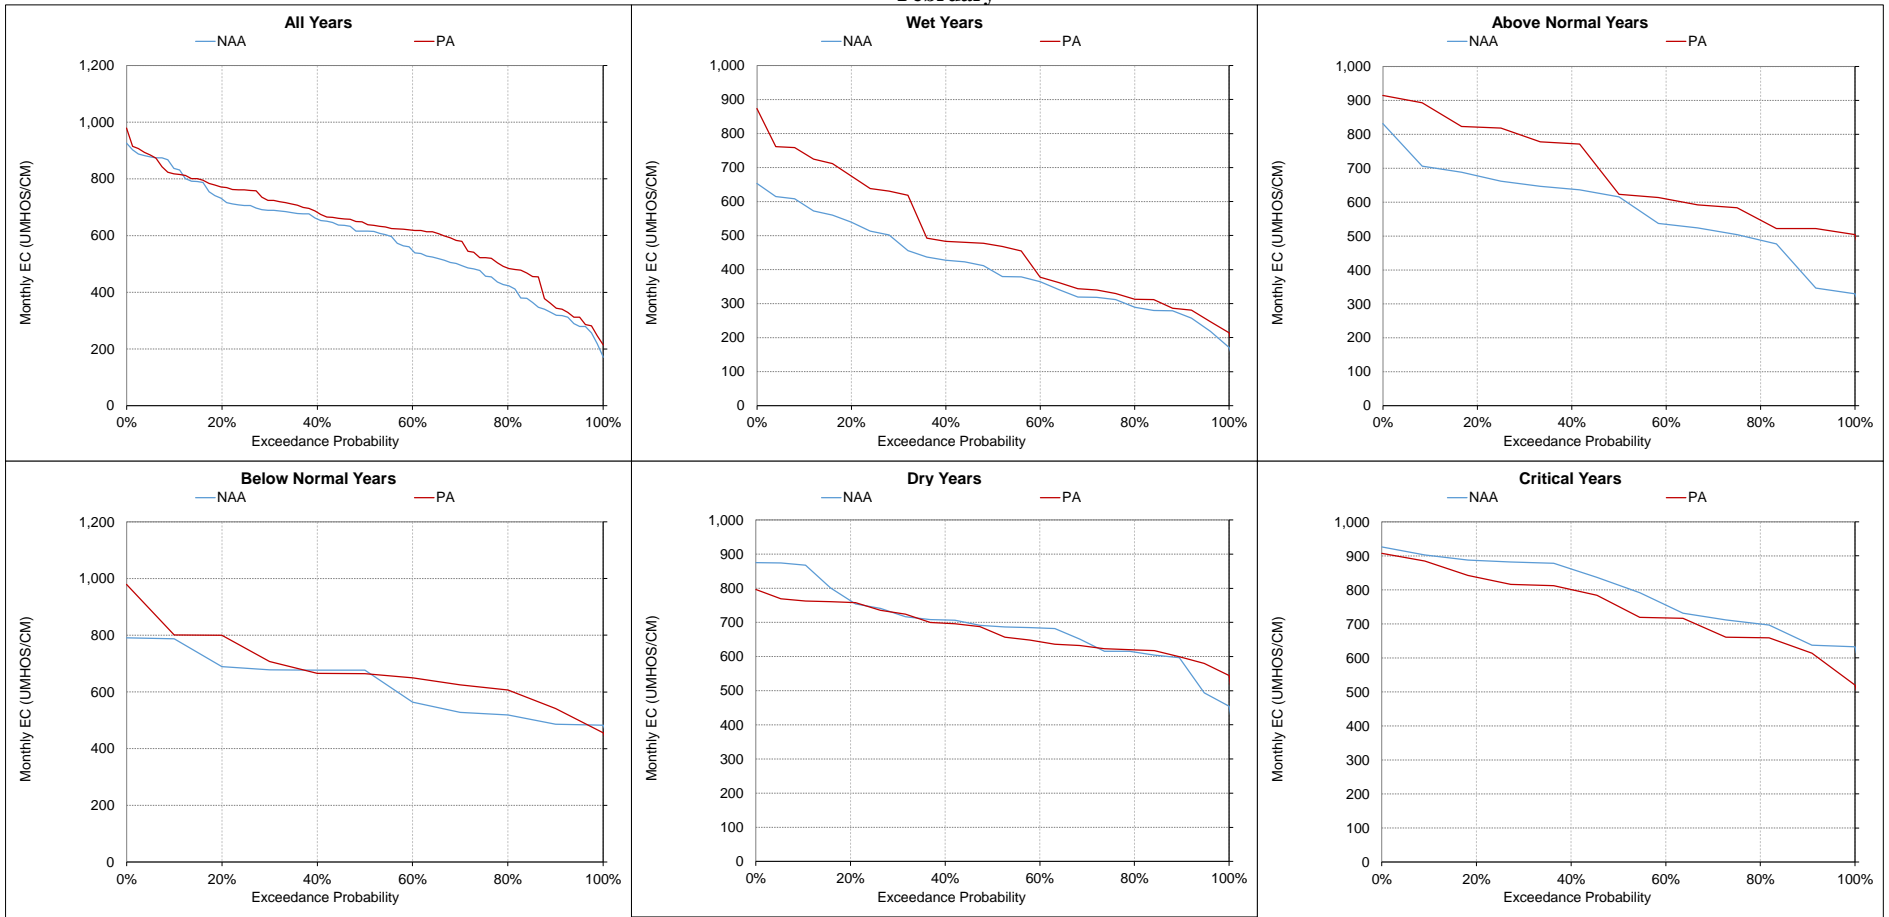 February
All Years
NAA PA
1,200
1,000
800
600
400
200
0
0% 20% 40% 60% 80% 100%
Monthly EC (UMHOS/CM)
Exceedance Probability
Wet Years
NAA PA
1,000
900
800
700
600
500
400
300
200
100
0
0% 20% 40% 60% 80% 100%
Monthly EC (UMHOS/CM)
Exceedance Probability
Above Normal Years
NAA PA
1,000
900
800
700
600
500
400
300
200
100
0
0% 20% 40% 60% 80% 100%
Monthly EC (UMHOS/CM)
Exceedance Probability
Below Normal Years
NAA PA
1,200
1,000
800
600
400
200
0
0% 20% 40% 60% 80% 100%
Monthly EC (UMHOS/CM)
Exceedance Probability
Dry Years
NAA PA
1,000
900
800
700
600
500
400
300
200
100
0
0% 20% 40% 60% 80% 100%
Monthly EC (UMHOS/CM)
Exceedance Probability
Critical Years
NAA PA
1,000
900
800
700
600
500
400
300
200
100
0
0% 20% 40% 60% 80% 100%
Monthly EC (UMHOS/CM)
Exceedance Probability